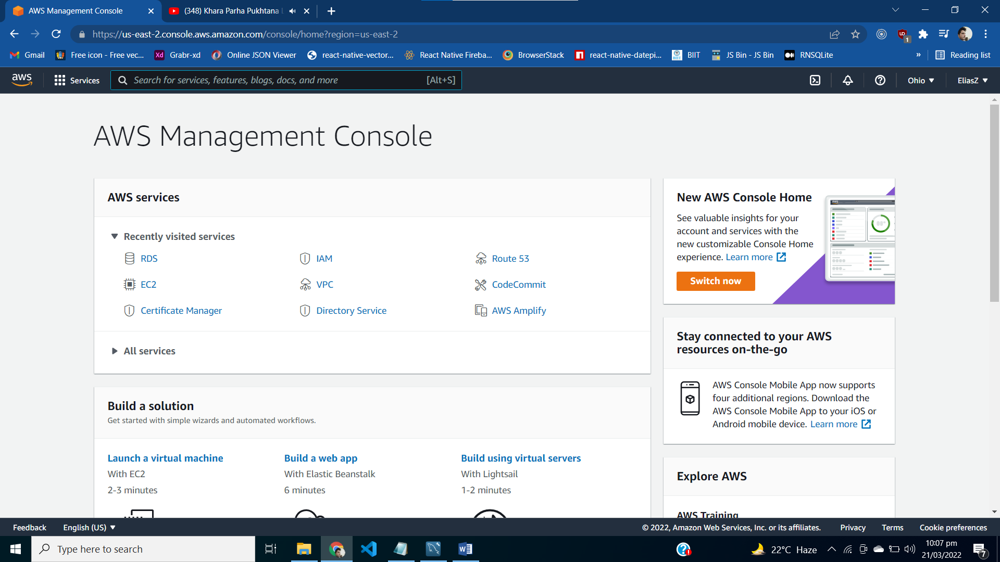 AWS Management Console
(348) Khara Parha Pukhtana
https://us-east-2.console.aws.amazon.com/console/home?region=us-east-2
1
Gmail
Free icon - Free vec...
Xd
Grabr-xd
Online JSON Viewer
react-native-vector...
React Native Fireba...
BrowserStack
react-native-datepi...
BIIT
JS Bin - JS Bin
RNSQLite
»
Reading list
aws
Services
Search for services, features, blogs, docs, and more
[Alt+S]
Ohio
EliasZ
AWS Management Console
AWS services
Recently visited services
RDS
IAM
Route 53
EC2
VPC
CodeCommit
Certificate Manager
Directory Service
AWS Amplify
All services
Build a solution
Get started with simple wizards and automated workflows.
Launch a virtual machine
With EC2
2-3 minutes
Build a web app
With Elastic Beanstalk
6 minutes
Build using virtual servers
With Lightsail
1-2 minutes
New AWS Console Home
See valuable insights for your
account and services with the
new customizable Console Home
experience. Learn more
Switch now
Stay connected to your AWS
resources on-the-go
AWS Console Mobile App now supports
four additional regions. Download the
AWS Console Mobile App to your iOS or
Android mobile device. Learn more
Explore AWS
AWS Training
Feedback
English (US)
© 2022, Amazon Web Services, Inc. or its affiliates.
Privacy
Terms
Cookie preferences
Type here to search
22°C Haze
10:07 pm
21/03/2022
7